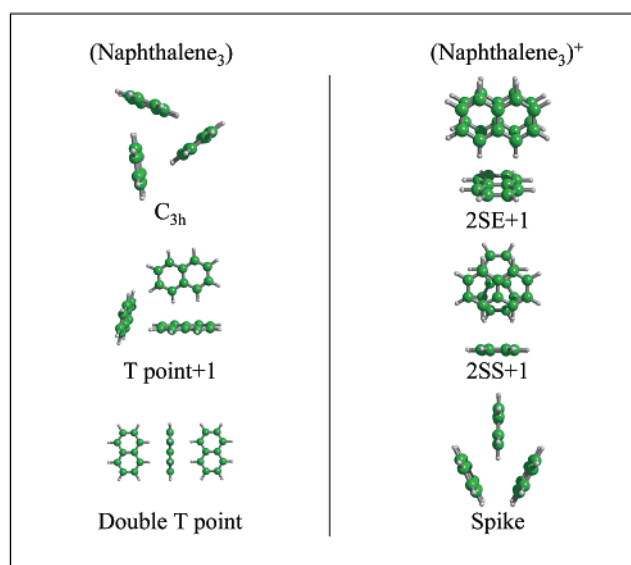 (Naphthalene₃)
C₃ₕ
T point+1
Double T point
(Naphthalene₃)⁺
2SE+1
2SS+1
Spike